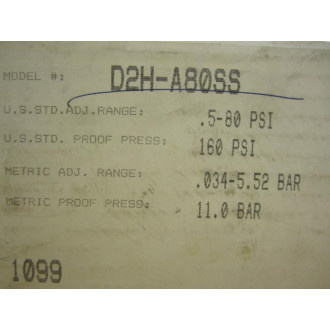 MODEL #: D2H-A80SS
U.S.STD.ADJ.RANGE: .5-80 PSI
U.S.STD. PROOF PRESS: 160 PSI
METRIC ADJ. RANGE: .034-5.52 BAR
METRIC PROOF PRESS: 11.0 BAR
1099